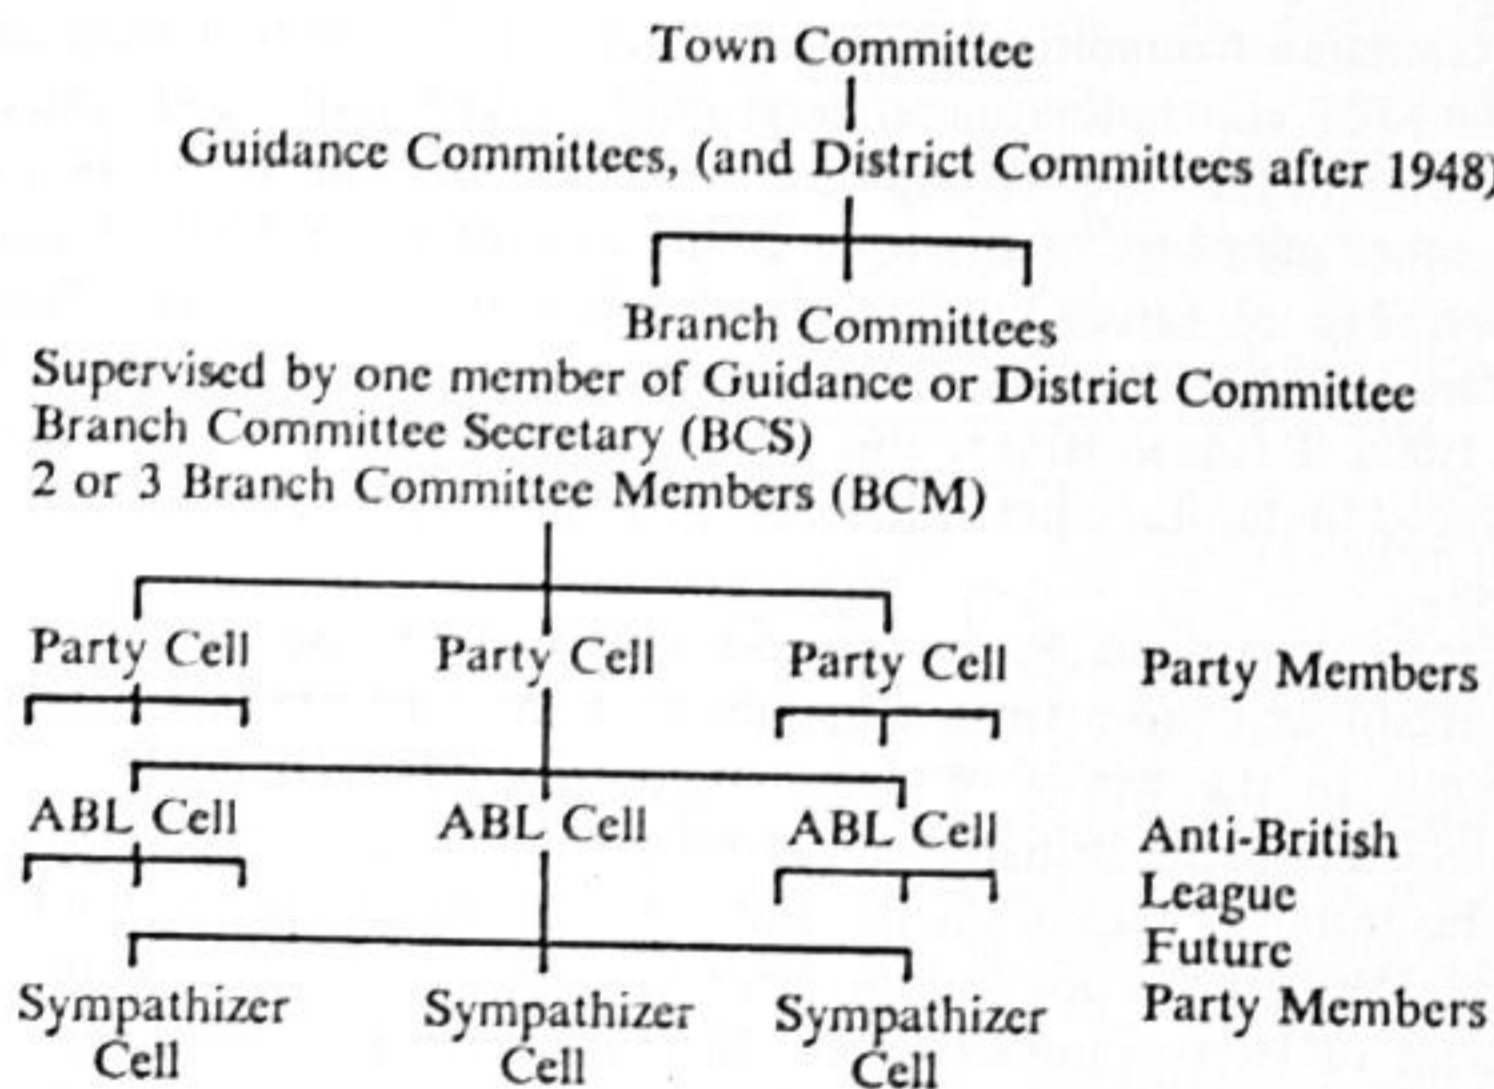 Town Committee
Guidance Committees, (and District Committees after 1948)
Branch Committees
Supervised by one member of Guidance or District Committee
Branch Committee Secretary (BCS)
2 or 3 Branch Committee Members (BCM)
Party Cell Party Cell Party Cell Party Members
ABL Cell ABL Cell ABL Cell Anti-British
League
Future
Sympathizer Sympathizer Sympathizer Party Members
Cell Cell Cell